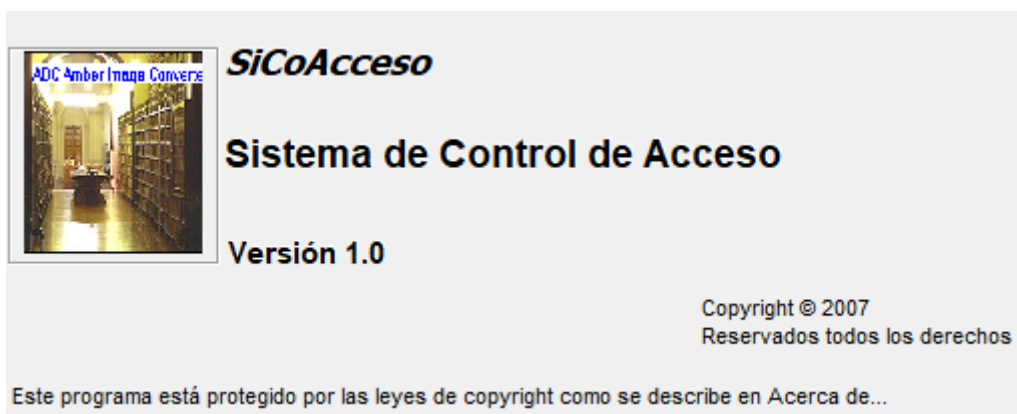 ADC Amber Image Converte
SiCoAcceso
Sistema de Control de Acceso
Versión 1.0
Copyright © 2007
Reservados todos los derechos
Este programa está protegido por las leyes de copyright como se describe en Acerca de...